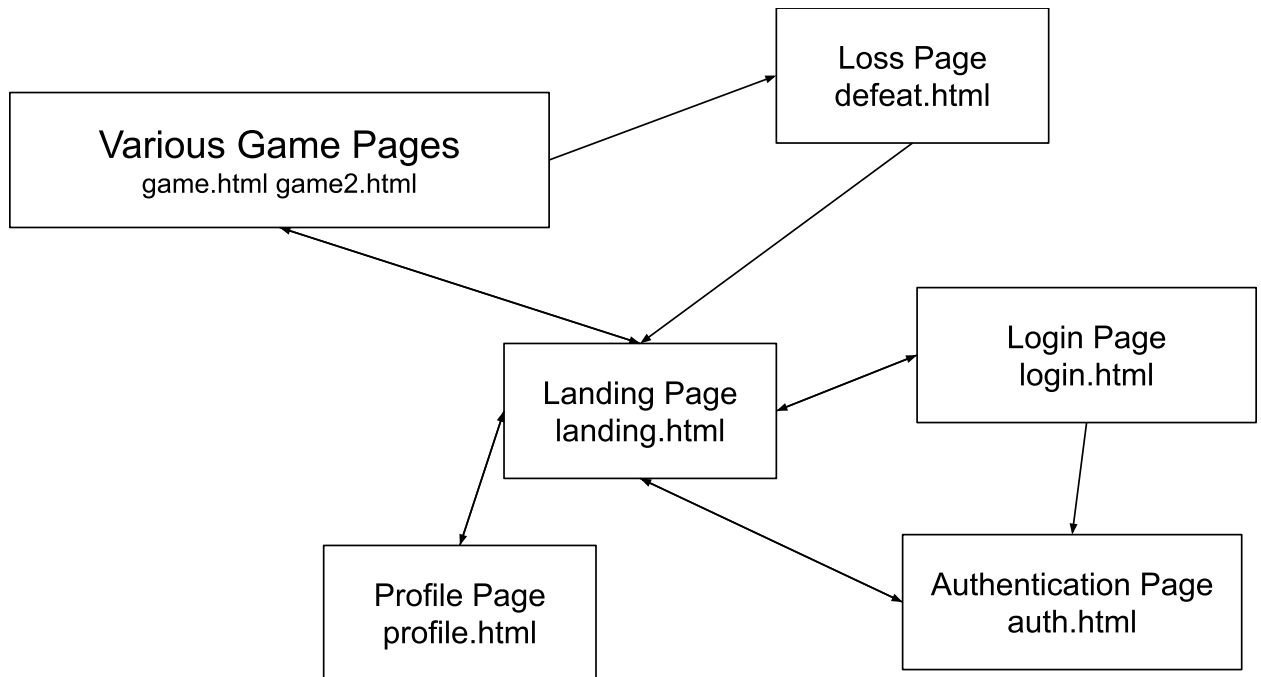 Loss Page
defeat.html
Various Game Pages
game.html game2.html
Login Page
login.html
Landing Page
landing.html
Profile Page
profile.html
Authentication Page
auth.html